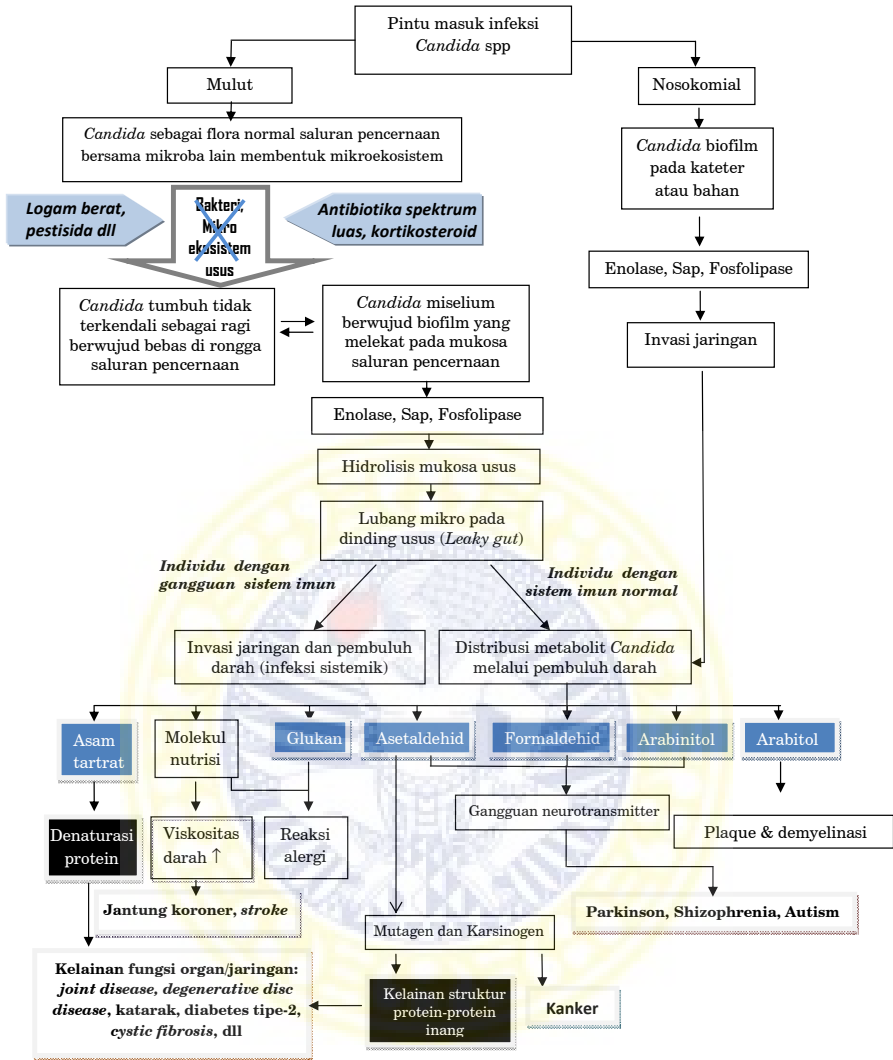 Pintu masuk infeksi
Candida spp
Mulut
Nosokomial
Candida sebagai flora normal saluran pencernaan
bersama mikroba lain membentuk mikroekosistem
Candida biofilm
pada kateter
atau bahan
Logam berat,
pestisida dll
Bakteri,
Mikro
ekosistem
usus
Antibiotika spektrum
luas, kortikosteroid
Enolase, Sap, Fosfolipase
Candida tumbuh tidak
terkendali sebagai ragi
berwujud bebas di rongga
saluran pencernaan
Candida miselium
berwujud biofilm yang
melekat pada mukosa
saluran pencernaan
Invasi jaringan
Enolase, Sap, Fosfolipase
Hidrolisis mukosa usus
Lubang mikro pada
dinding usus (Leaky gut)
Individu dengan
gangguan sistem imun
Individu dengan
sistem imun normal
Invasi jaringan dan pembuluh
darah (infeksi sistemik)
Distribusi metabolit Candida
melalui pembuluh darah
Asam
tartrat
Molekul
nutrisi
Glukan
Asetaldehid
Formaldehid
Arabinitol
Arabitol
Denaturasi
protein
Viskositas
darah ↑
Reaksi
alergi
Gangguan neurotransmitter
Plaque & demyelinasi
Jantung koroner, stroke
Parkinson, Shizophrenia, Autism
Mutagen dan Karsinogen
Kelainan fungsi organ/jaringan:
joint disease, degenerative disc
disease, katarak, diabetes tipe-2,
cystic fibrosis, dll
Kelainan struktur
protein-protein
inang
Kanker